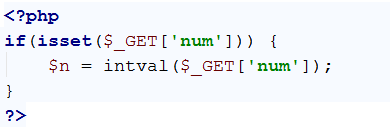 <?php
if(isset($_GET['num'])) {
    $n = intval($_GET['num']);
}
?>